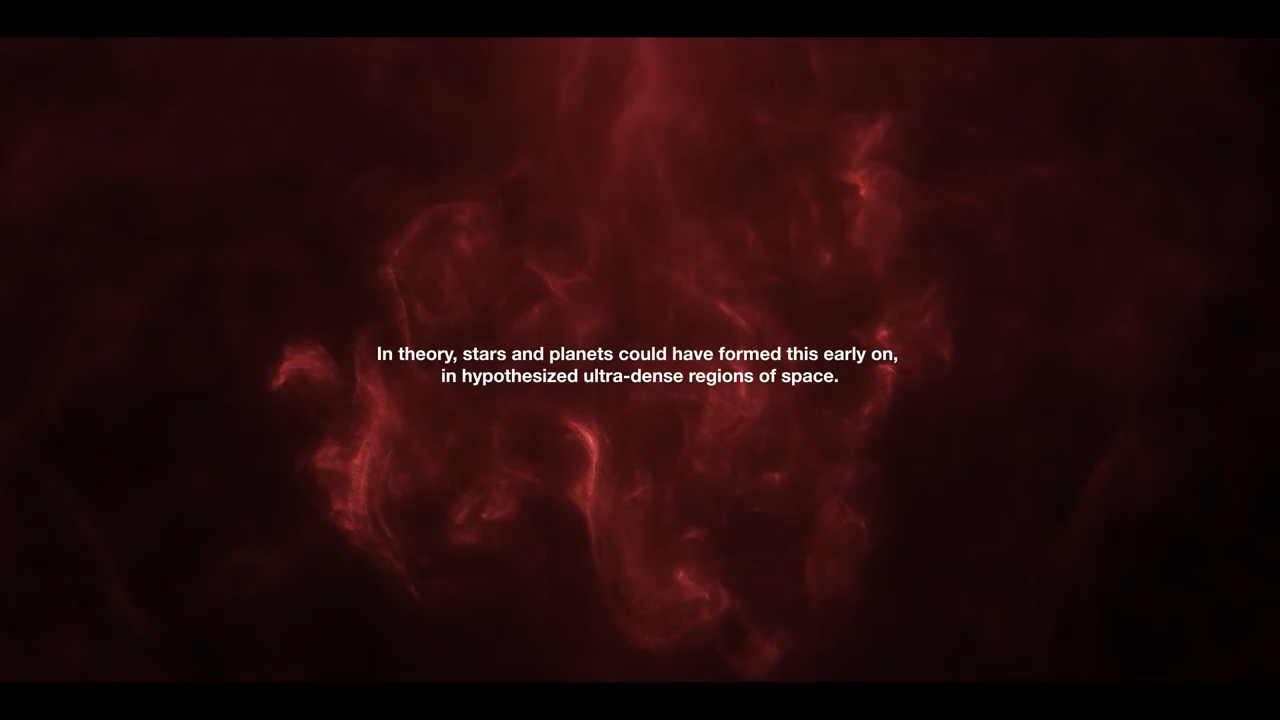 In theory, stars and planets could have formed this early on,
in hypothesized ultra-dense regions of space.